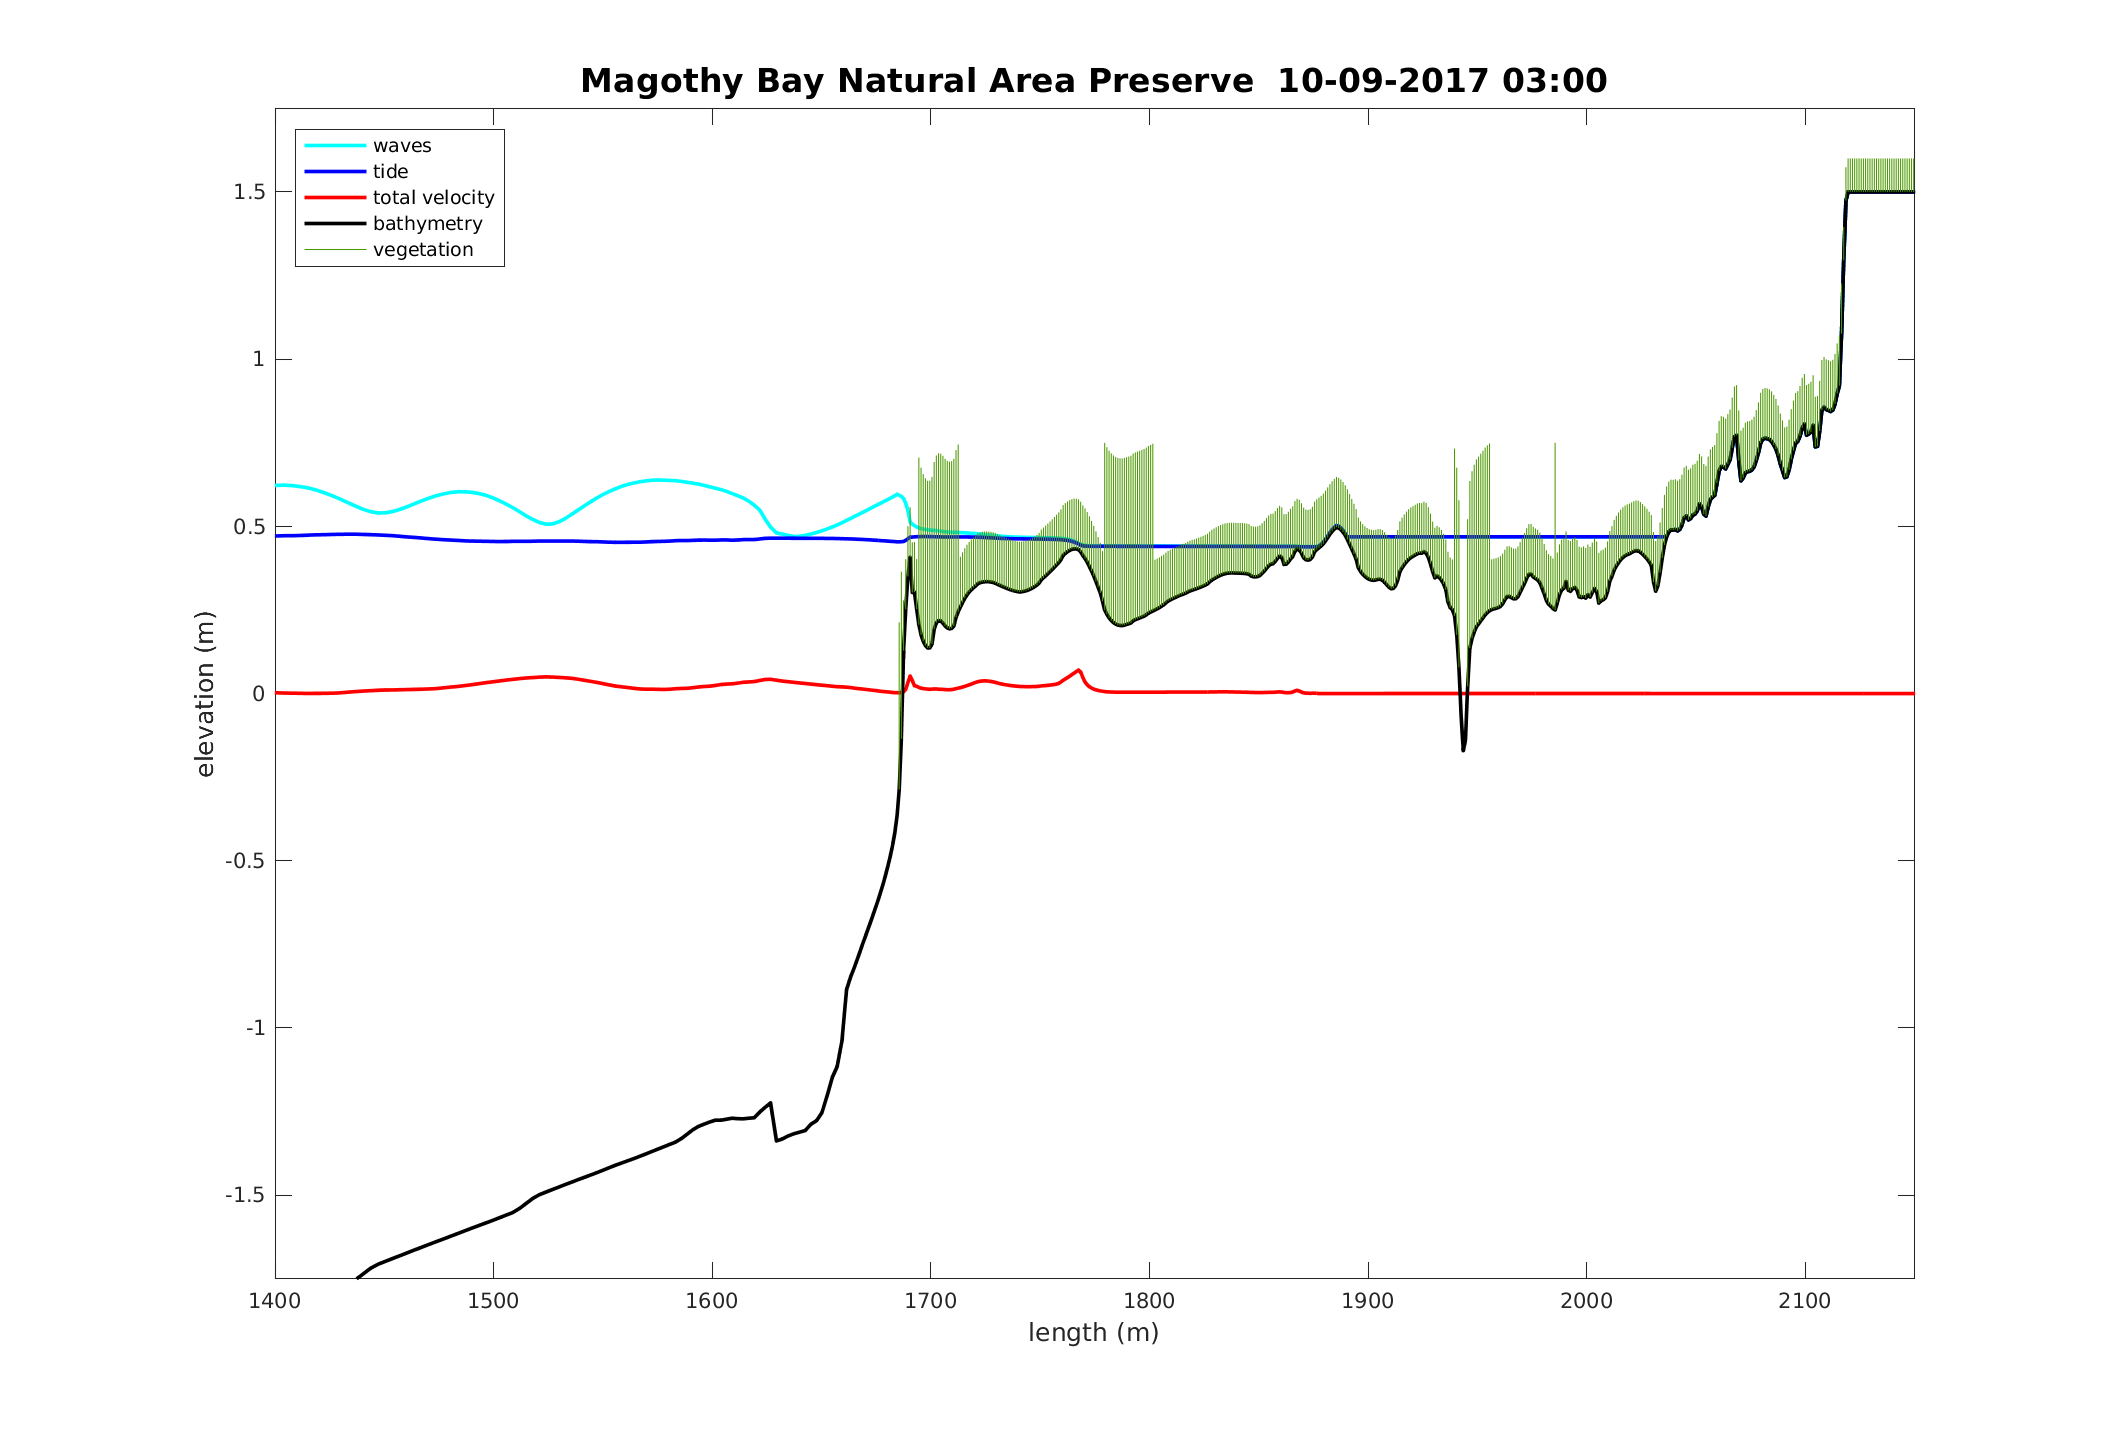 Magothy Bay Natural Area Preserve  10-09-2017 03:00
waves
tide
total velocity
bathymetry
vegetation
1.5
1
0.5
0
-0.5
-1
-1.5
elevation (m)
1400 1500 1600 1700 1800 1900 2000 2100
length (m)